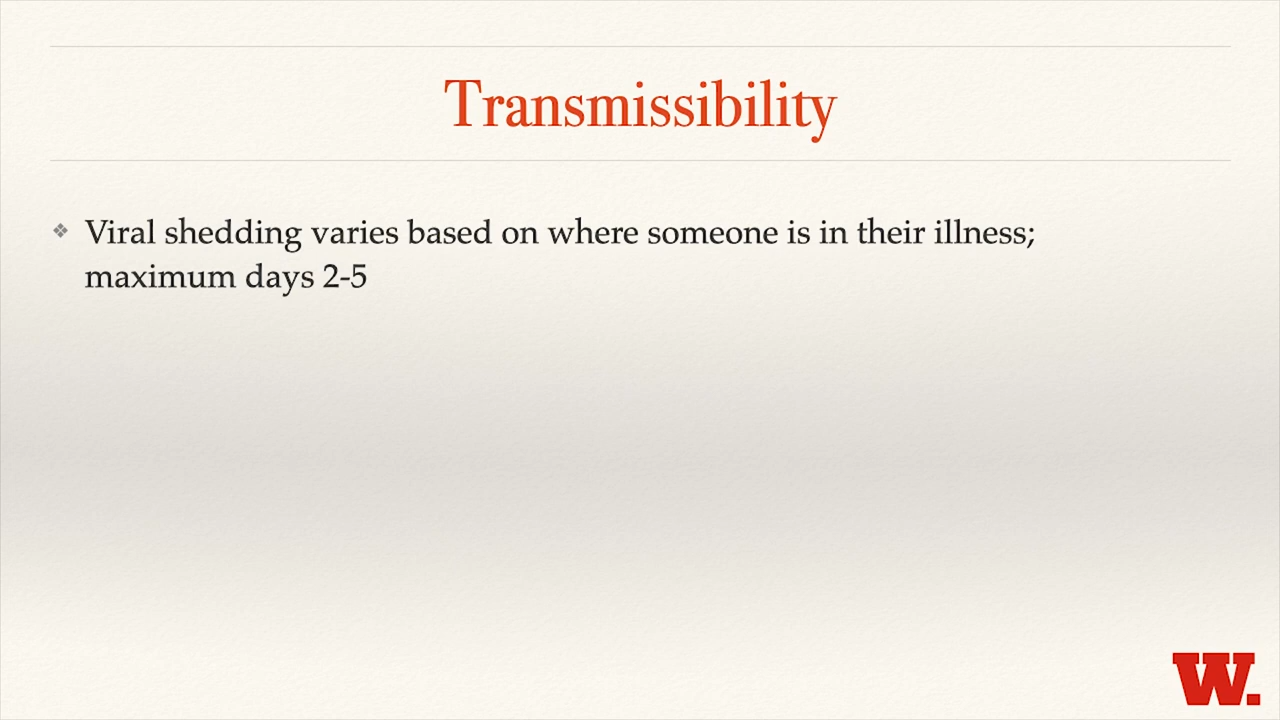 Transmissibility
❖ Viral shedding varies based on where someone is in their illness;
maximum days 2-5
W.